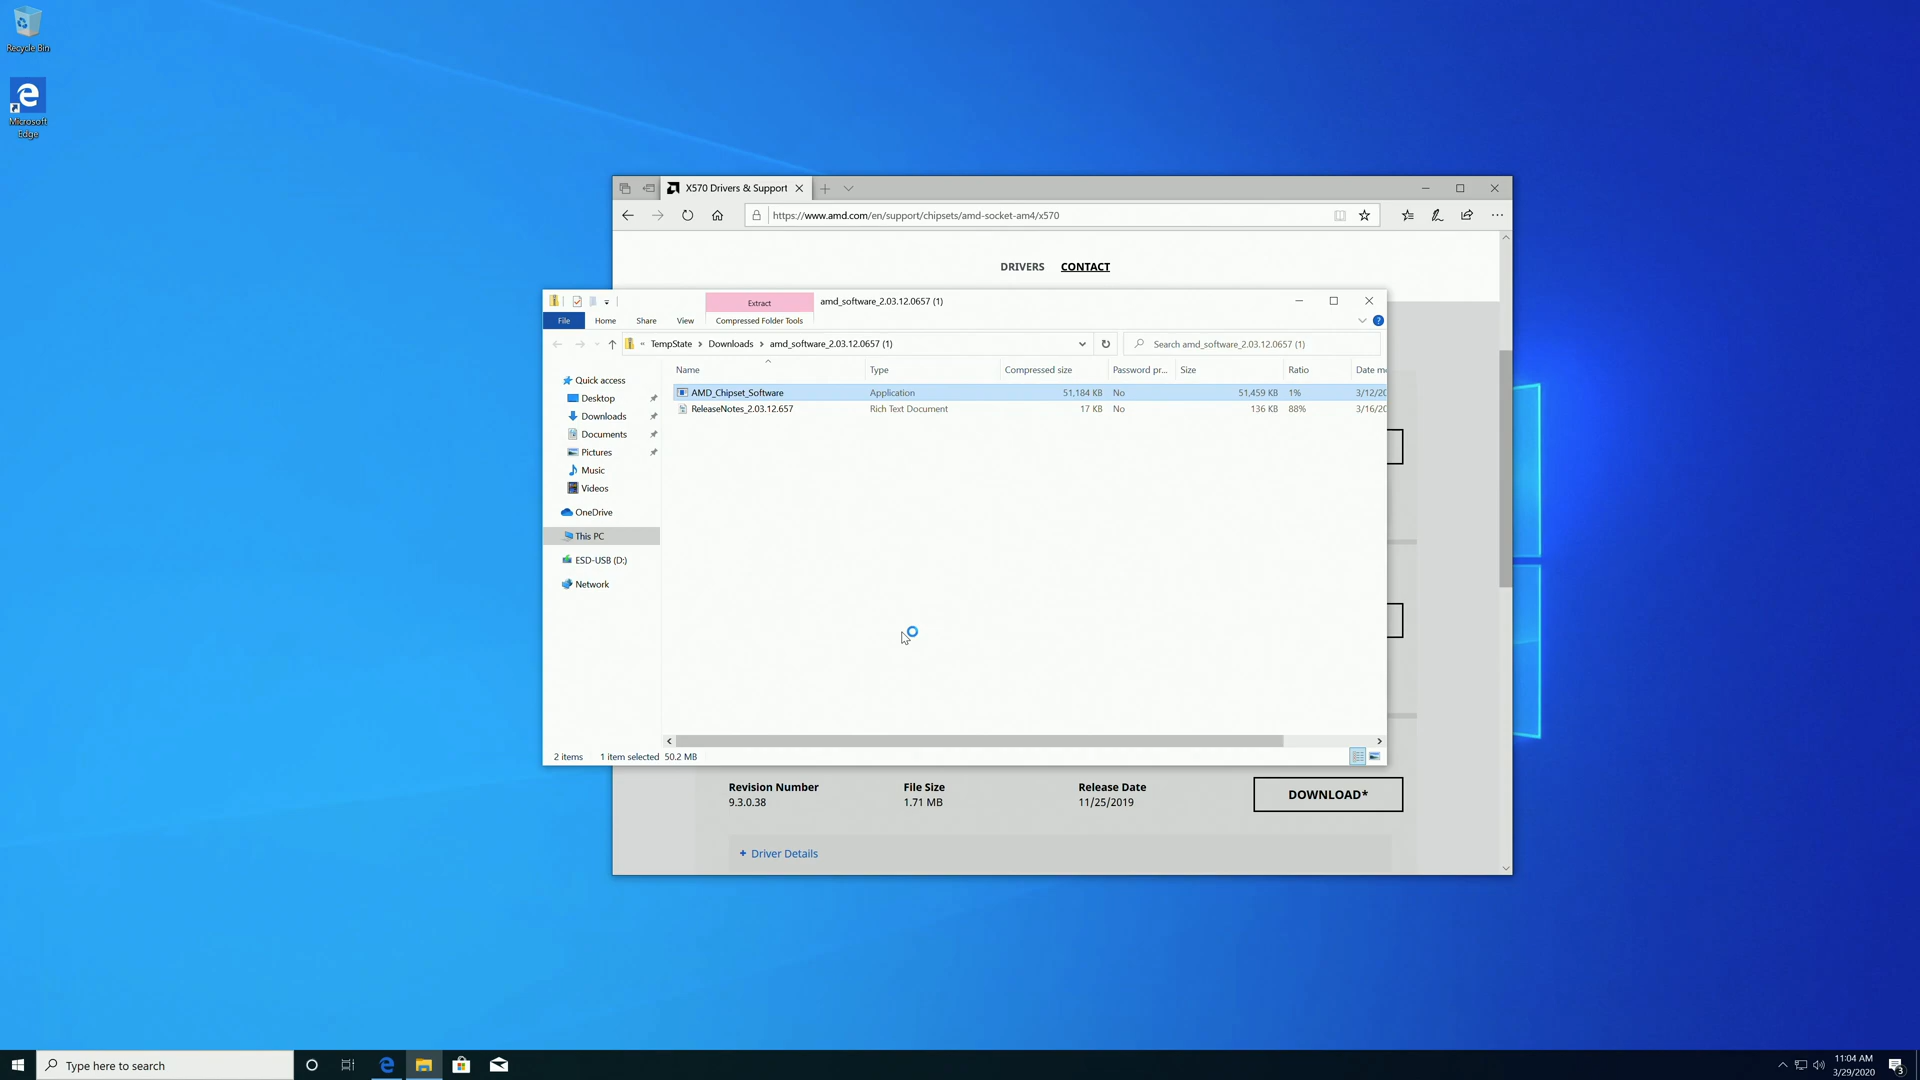 Recycle Bin
Microsoft
Edge
X570 Drivers & Support
https://www.amd.com/en/support/chipsets/amd-socket-am4/x570
DRIVERS CONTACT
Extract amd_software_2.03.12.0657 (1)
File Home Share View Compressed Folder Tools
« TempState > Downloads > amd_software_2.03.12.0657 (1) Search amd_software_2.03.12.0657 (1)
Name Type Compressed size Password pr... Size Ratio Date m
AMD_Chipset_Software Application 51,184 KB No 51,459 KB 1% 3/12/20
ReleaseNotes_2.03.12.657 Rich Text Document 17 KB No 136 KB 88% 3/16/20
Quick access
Desktop
Downloads
Documents
Pictures
Music
Videos
OneDrive
This PC
ESD-USB (D:)
Network
2 items 1 item selected 50.2 MB
Revision Number File Size Release Date
9.3.0.38 1.71 MB 11/25/2019
DOWNLOAD*
+ Driver Details
Type here to search
11:04 AM
3/29/2020
3